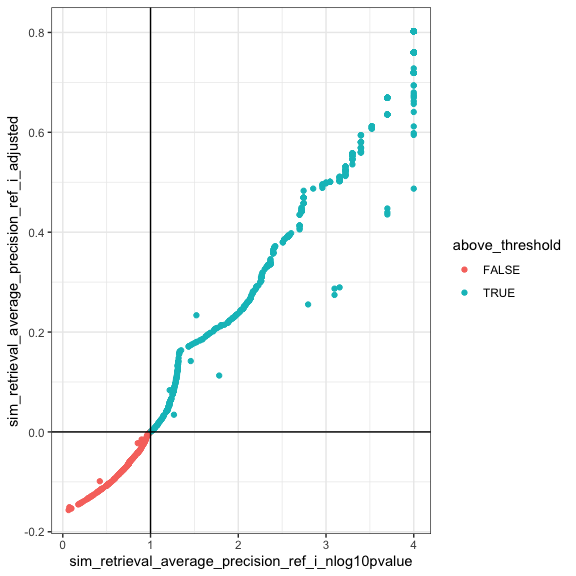 sim_retrieval_average_precision_ref_i_adjusted
0.8
0.6
0.4
0.2
0.0
-0.2
0 1 2 3 4
sim_retrieval_average_precision_ref_i_nlog10pvalue
above_threshold
FALSE
TRUE